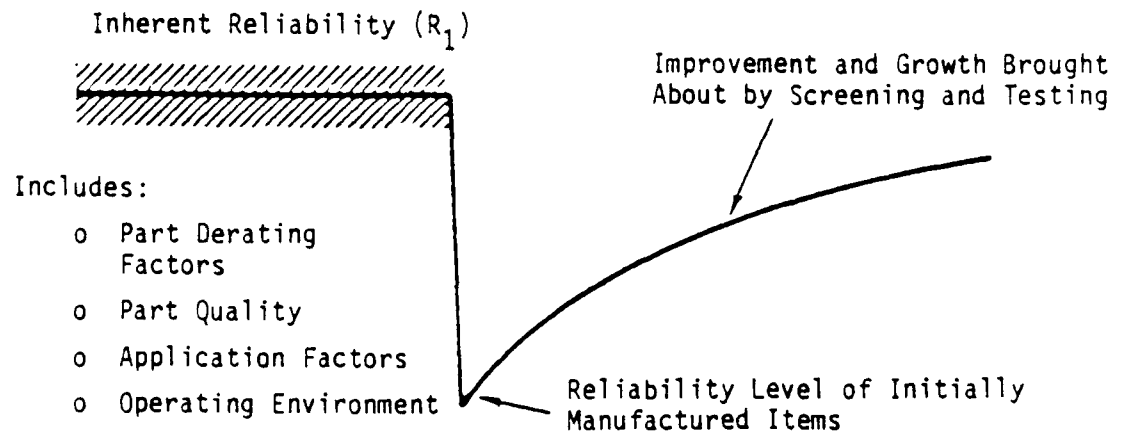 Inherent Reliability (R1)
Improvement and Growth Brought
About by Screening and Testing
Includes:
o Part Derating
Factors
o Part Quality
o Application Factors
o Operating Environment
Reliability Level of Initially
Manufactured Items